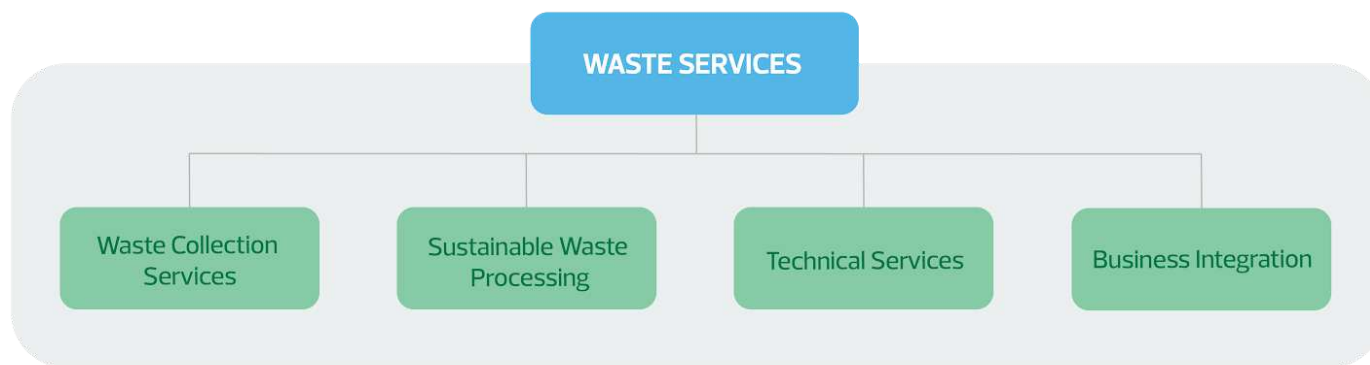 WASTE SERVICES
Waste Collection
Services
Sustainable Waste
Processing
Technical Services
Business Integration